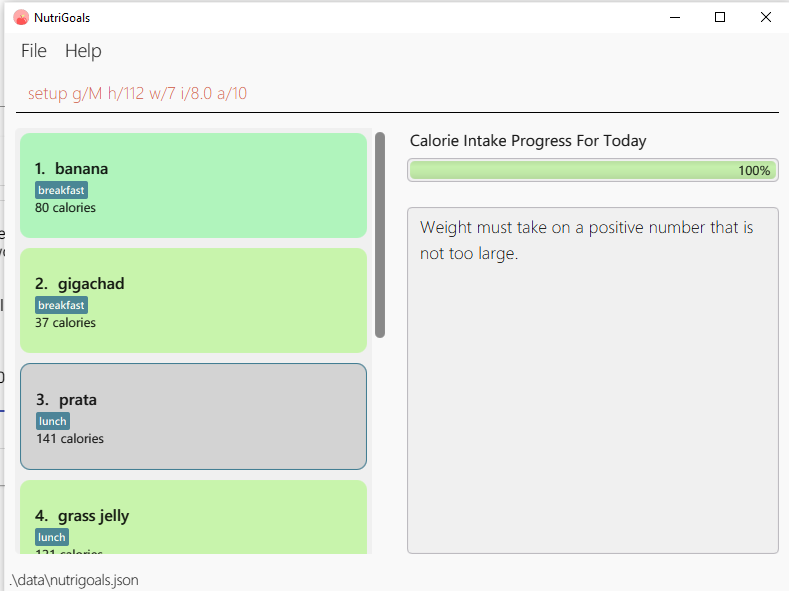 NutriGoals
File Help
setup g/M h/112 w/7 i/8.0 a/10
1. banana
breakfast
80 calories
2. gigachad
breakfast
37 calories
3. prata
lunch
141 calories
4. grass jelly
lunch
Calorie Intake Progress For Today
100%
Weight must take on a positive number that is
not too large.
.\data\nutrigoals.json